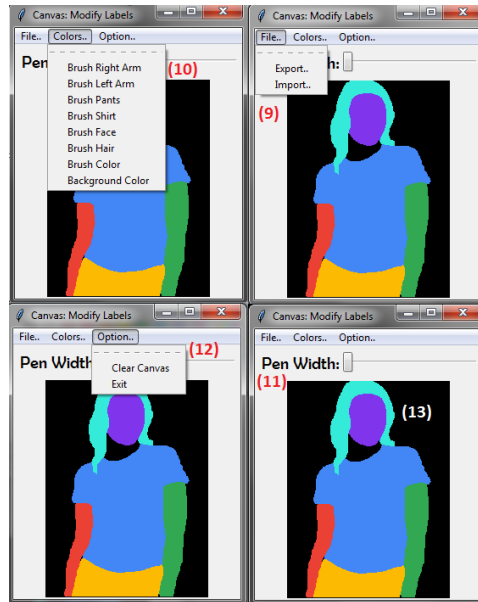 Canvas: Modify Labels
File.. Colors.. Option..
Pen
(10)
Brush Right Arm
Brush Left Arm
Brush Pants
Brush Shirt
Brush Face
Brush Hair
Brush Color
Background Color
Canvas: Modify Labels
File.. Colors.. Option..
h:
Export..
Import..
(9)
Canvas: Modify Labels
File.. Colors.. Option..
Pen Width
(12)
Clear Canvas
Exit
Canvas: Modify Labels
File.. Colors.. Option..
Pen Width:
(11)
(13)